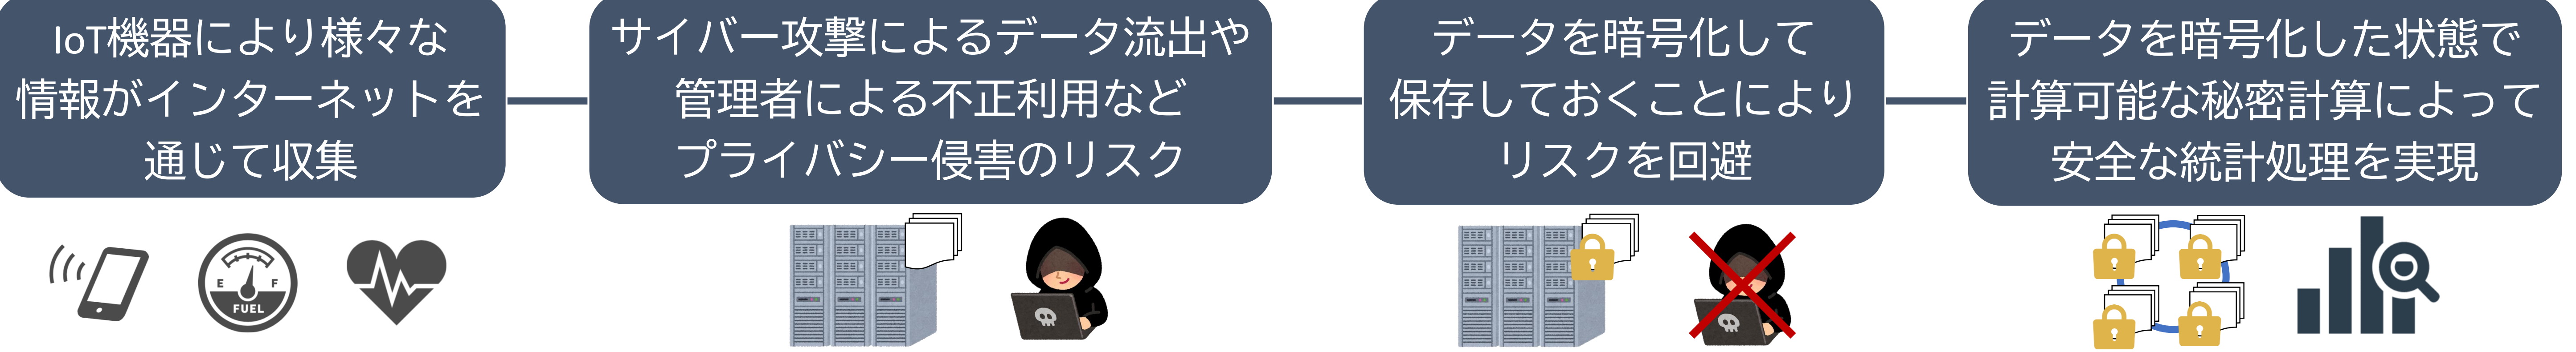 IoT機器により様々な
情報がインターネットを
通じて収集
サイバー攻撃によるデータ流出や
管理者による不正利用など
プライバシー侵害のリスク
データを暗号化して
保存しておくことにより
リスクを回避
データを暗号化した状態で
計算可能な秘密計算によって
安全な統計処理を実現
E F
FUEL